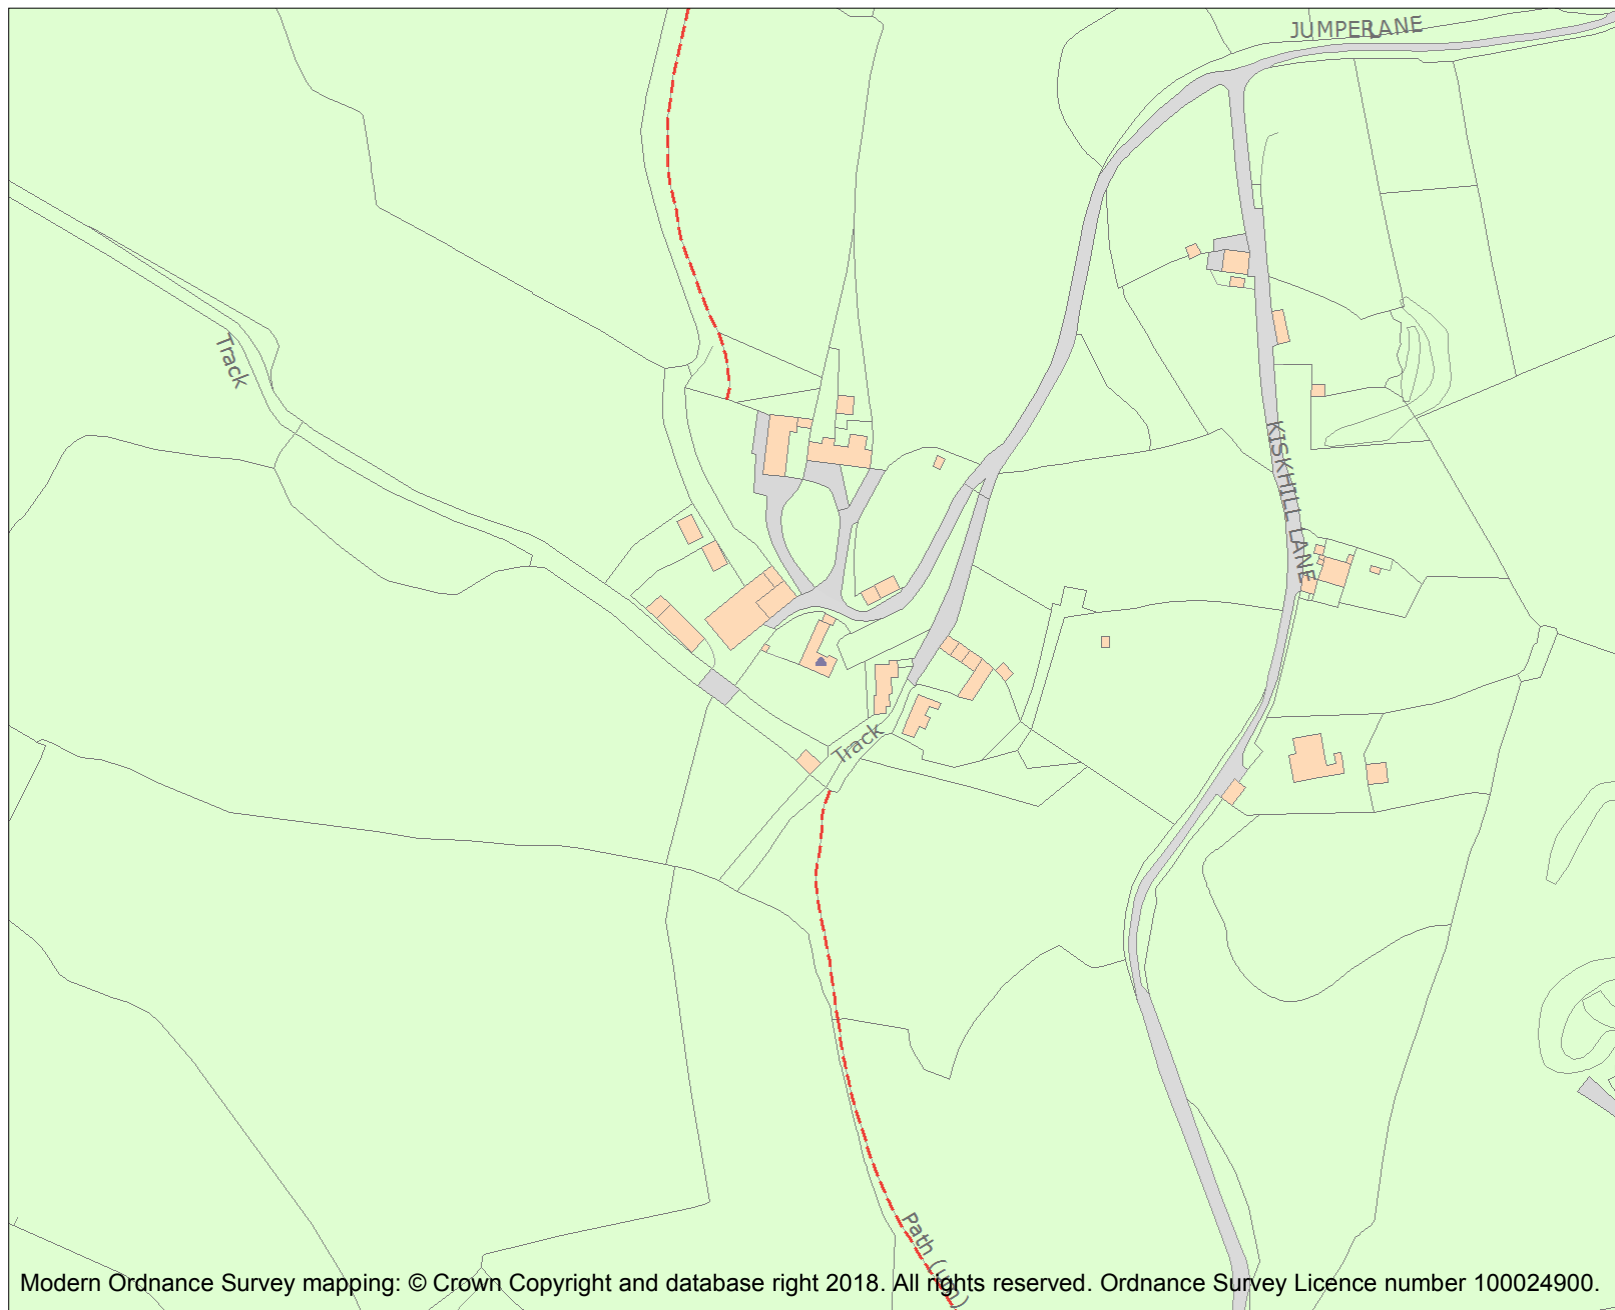 JUMPER LANE
Track
KISKHILL LANE
Track
Path (um)
Modern Ordnance Survey mapping: © Crown Copyright and database right 2018. All rights reserved. Ordnance Survey Licence number 100024900.